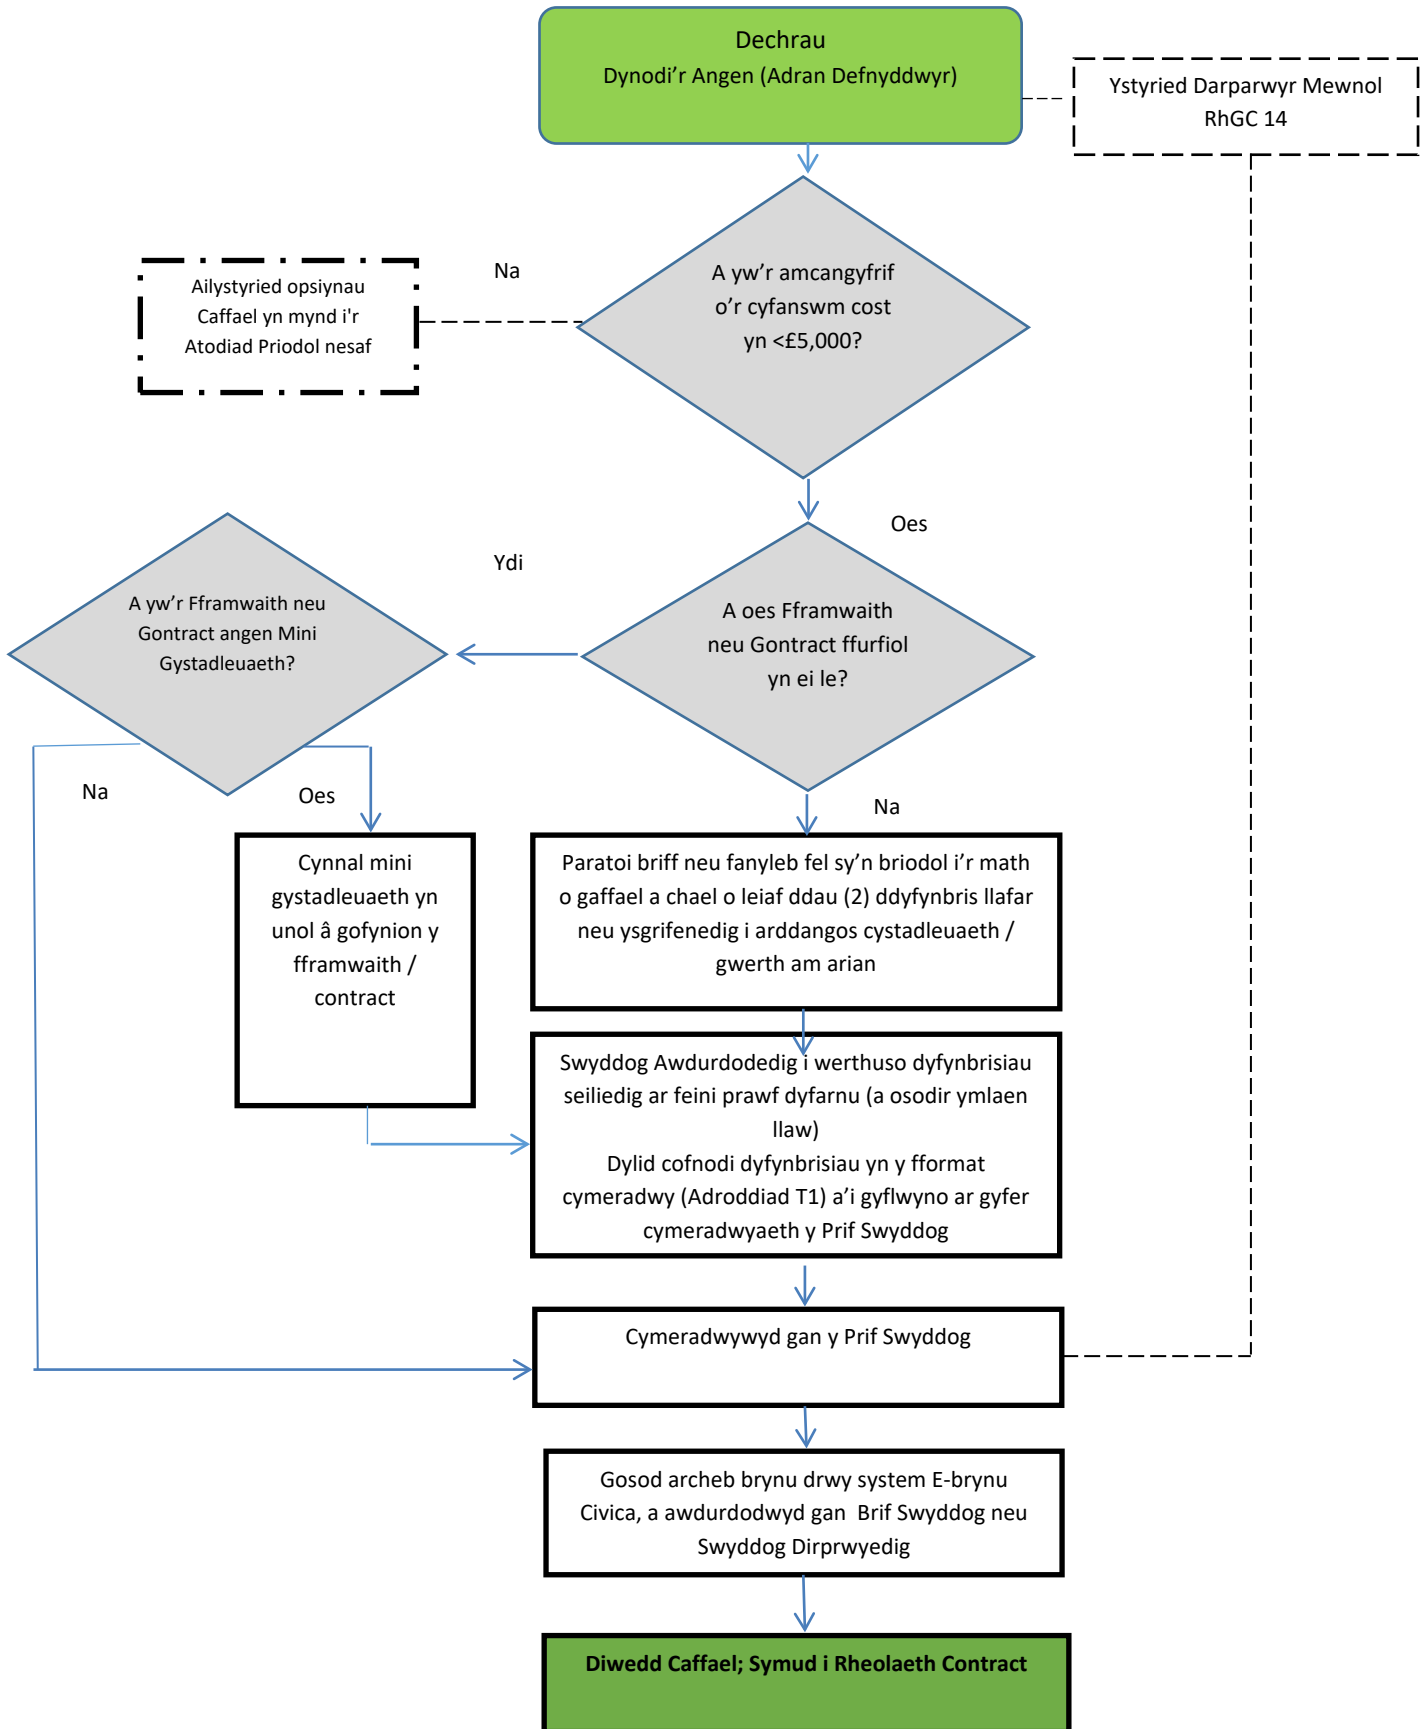 Dechrau
Dynodi'r Angen (Adran Defnyddwyr)
Ystyried Darparwyr Mewnol
RhGC 14
A yw'r amcangyfrif
o'r cyfanswm cost
yn <£5,000?
Na
Ailystyried opsiynau
Caffael yn mynd i'r
Atodiad Priodol nesaf
Oes
A oes Fframwaith
neu Gontract ffurfiol
yn ei le?
Ydi
A yw'r Fframwaith neu
Gontract angen Mini
Gystadleuaeth?
Na
Oes
Na
Cynnal mini
gystadleuaeth yn
unol â gofynion y
fframwaith /
contract
Paratoi briff neu fanyleb fel sy'n briodol i'r math
o gaffael a chael o leiaf ddau (2) ddyfynbris llafar
neu ysgrifenedig i arddangos cystadleuaeth /
gwerth am arian
Swyddog Awdurdodedig i werthuso dyfynbrisiau
seiliedig ar feini prawf dyfarnu (a osodir ymlaen
llaw)
Dylid cofnodi dyfynbrisiau yn y fformat
cymeradwy (Adroddiad T1) a'i gyflwyno ar gyfer
cymeradwyaeth y Prif Swyddog
Cymeradwywyd gan y Prif Swyddog
Gosod archeb brynu drwy system E-brynu
Civica, a awdurdodwyd gan Brif Swyddog neu
Swyddog Dirprwyedig
Diwedd Caffael; Symud i Rheolaeth Contract